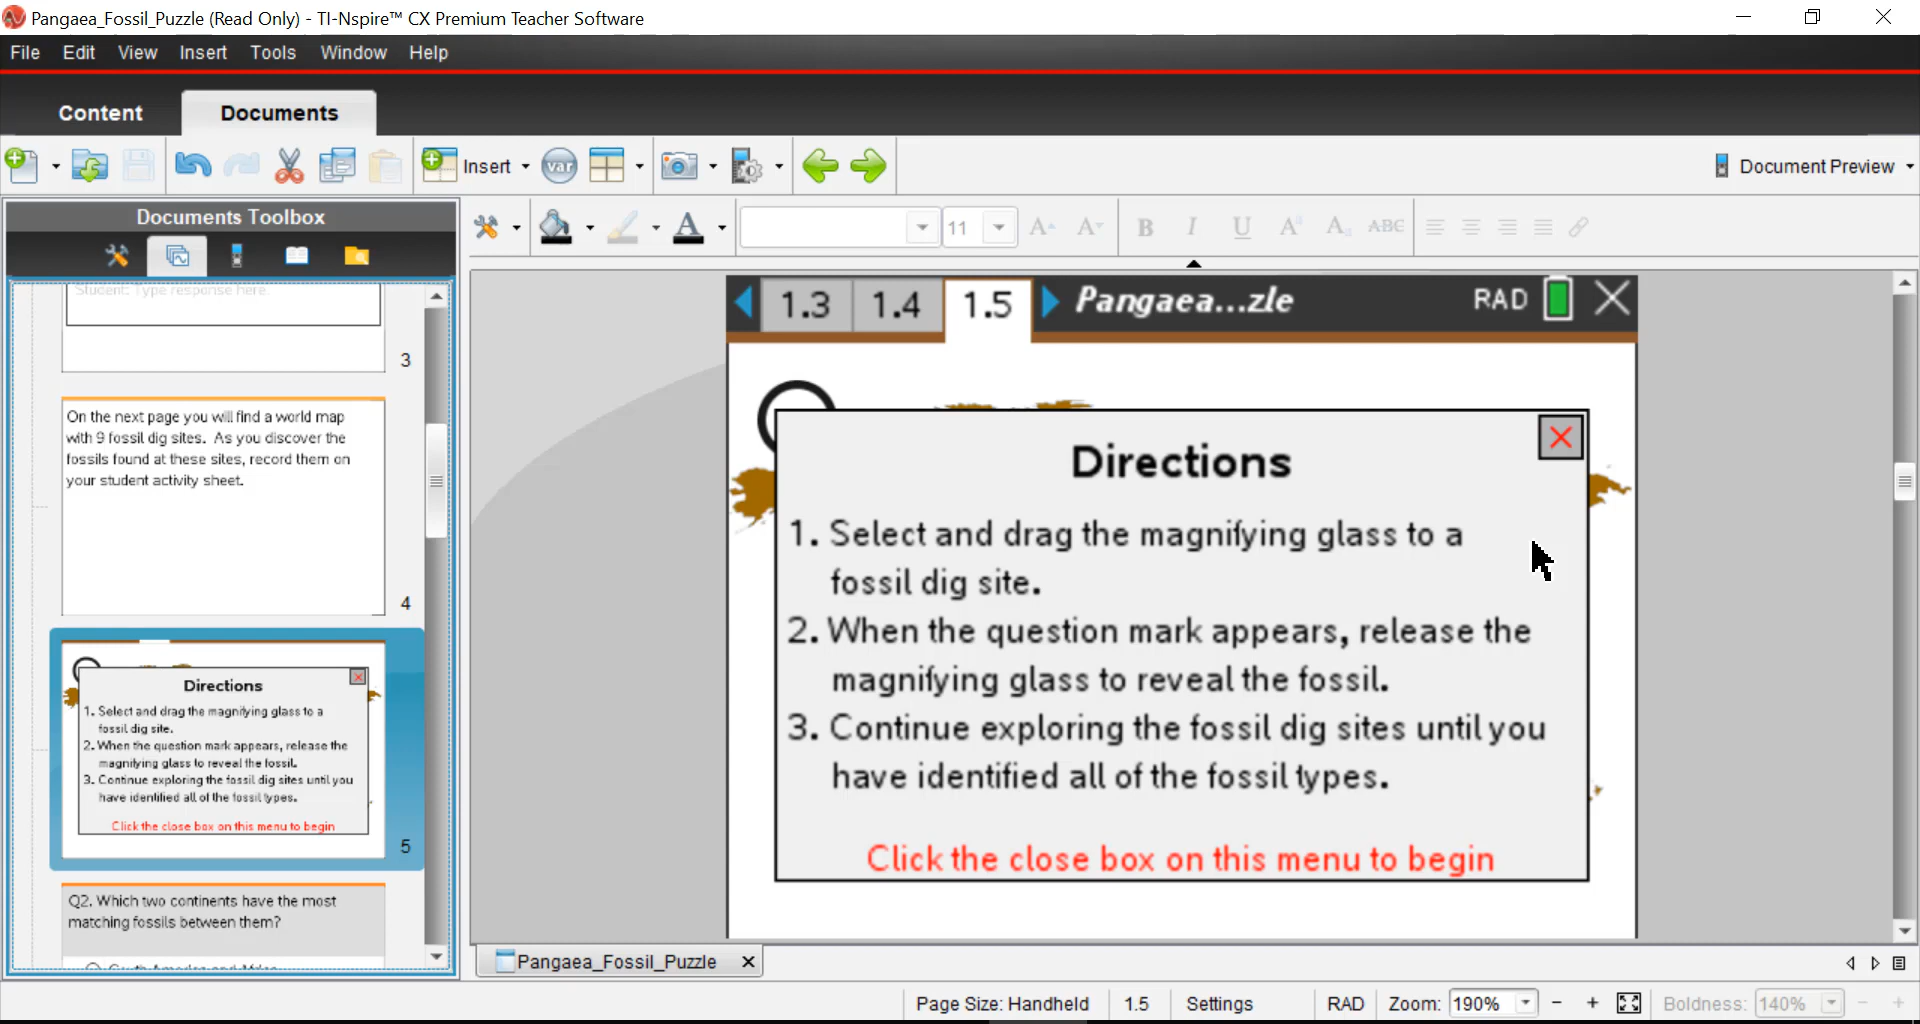 Pangaea_Fossil_Puzzle (Read Only) - TI-Nspire™ CX Premium Teacher Software
File Edit View Insert Tools Window Help
Content Documents
Insert var Document Preview
Documents Toolbox
11 A A B I U A A ABC
Student: Type response here.
3
On the next page you will find a world map
with 9 fossil dig sites. As you discover the
fossils found at these sites, record them on
your student activity sheet.
4
Directions
1. Select and drag the magnifying glass to a
fossil dig site.
2. When the question mark appears, release the
magnifying glass to reveal the fossil.
3. Continue exploring the fossil dig sites until you
have identified all of the fossil types.
Click the close box on this menu to begin
5
Q2. Which two continents have the most
matching fossils between them?
1.3 1.4 1.5 Pangaea...zle RAD
Directions
1. Select and drag the magnifying glass to a
fossil dig site.
2. When the question mark appears, release the
magnifying glass to reveal the fossil.
3. Continue exploring the fossil dig sites until you
have identified all of the fossil types.
Click the close box on this menu to begin
Pangaea_Fossil_Puzzle
Page Size: Handheld 1.5 Settings RAD Zoom: 190% - + Boldness: 140% - +